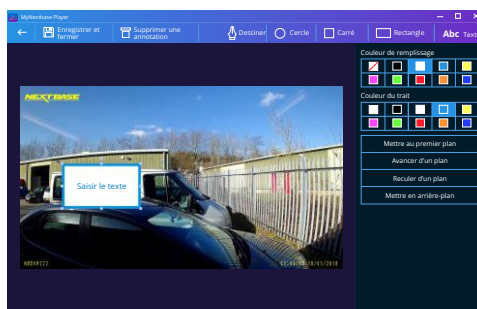 MyNextbase Player
Enregistrer et fermer
Supprimer une annotation
Dessiner
Cercle
Carré
Rectangle
Abc Text
Couleur de remplissage
NEXTBASE
Couleur du trait
Mettre au premier plan
Avancer d'un plan
Saisir le texte
Reculer d'un plan
Mettre en arrière-plan